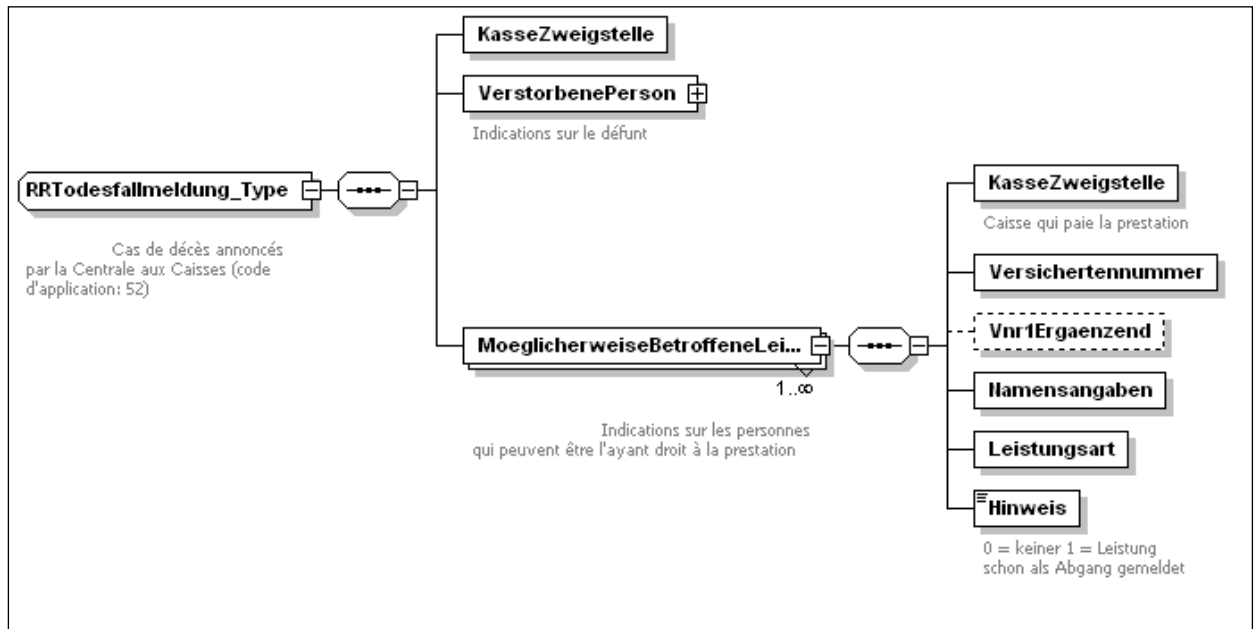 KasseZweigstelle
VerstorbenePerson
Indications sur le défunt
RRTodesfallmeldung_Type
Cas de décès annoncés
par la Centrale aux Caisses (code
d'application: 52)
MoeglicherweiseBetroffeneLei...
1..∞
Indications sur les personnes
qui peuvent être l'ayant droit à la prestation
KasseZweigstelle
Caisse qui paie la prestation
Versichertennummer
Vnr1Ergaenzend
Namensangaben
Leistungsart
Hinweis
0 = keiner 1 = Leistung
schon als Abgang gemeldet